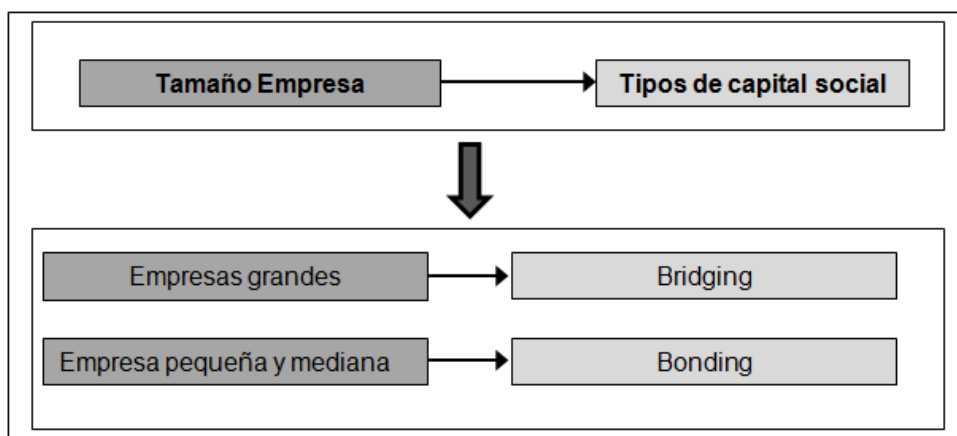 Tamaño Empresa
Tipos de capital social
Empresas grandes
Bridging
Empresa pequeña y mediana
Bonding